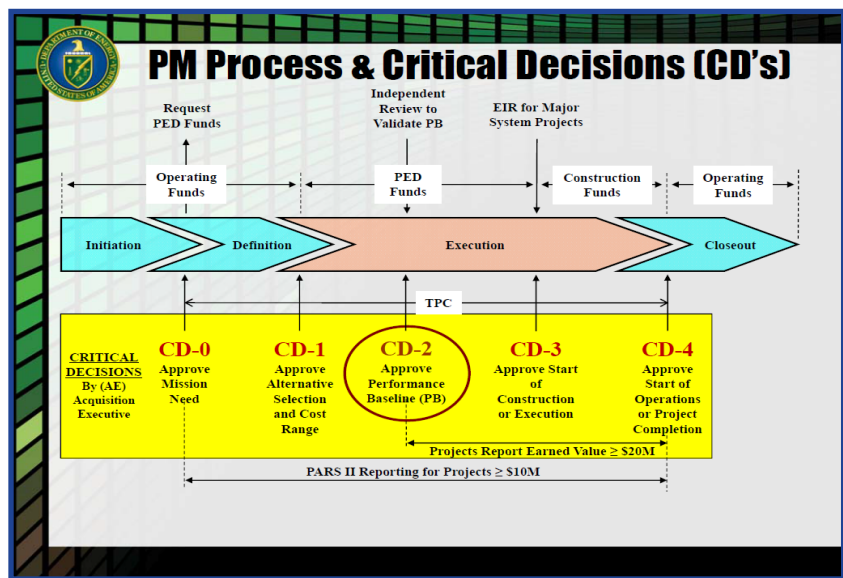 PM Process & Critical Decisions (CD's)
DEPARTMENT OF ENERGY
UNITED STATES OF AMERICA
Request
PED Funds
Independent
Review to
Validate PB
EIR for Major
System Projects
Operating
Funds
PED
Funds
Construction
Funds
Operating
Funds
Initiation
Definition
Execution
Closeout
TPC
CRITICAL
DECISIONS
By (AE)
Acquisition
Executive
CD-0
Approve
Mission
Need
CD-1
Approve
Alternative
Selection
and Cost
Range
CD-2
Approve
Performance
Baseline (PB)
CD-3
Approve Start
of
Construction
or Execution
CD-4
Approve
Start of
Operations
or Project
Completion
Projects Report Earned Value ≥ $20M
PARS II Reporting for Projects ≥ $10M